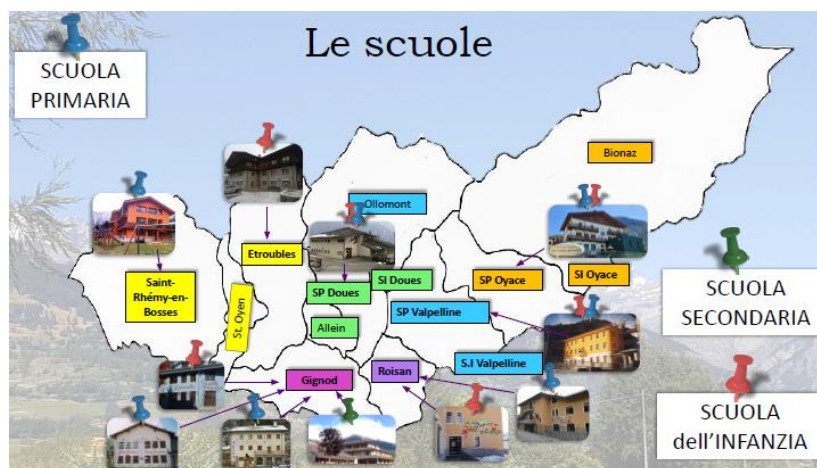 Le scuole
SCUOLA
PRIMARIA
Bionaz
Ollomont
Etroubles
Saint-
Rhémy-en-
Bosses
St. Oyen
SP Doues
SI Doues
SP Oyace
SI Oyace
Allein
SP Valpelline
SCUOLA
SECONDARIA
Gignod
Roisan
S.I Valpelline
SCUOLA
dell'INFANZIA